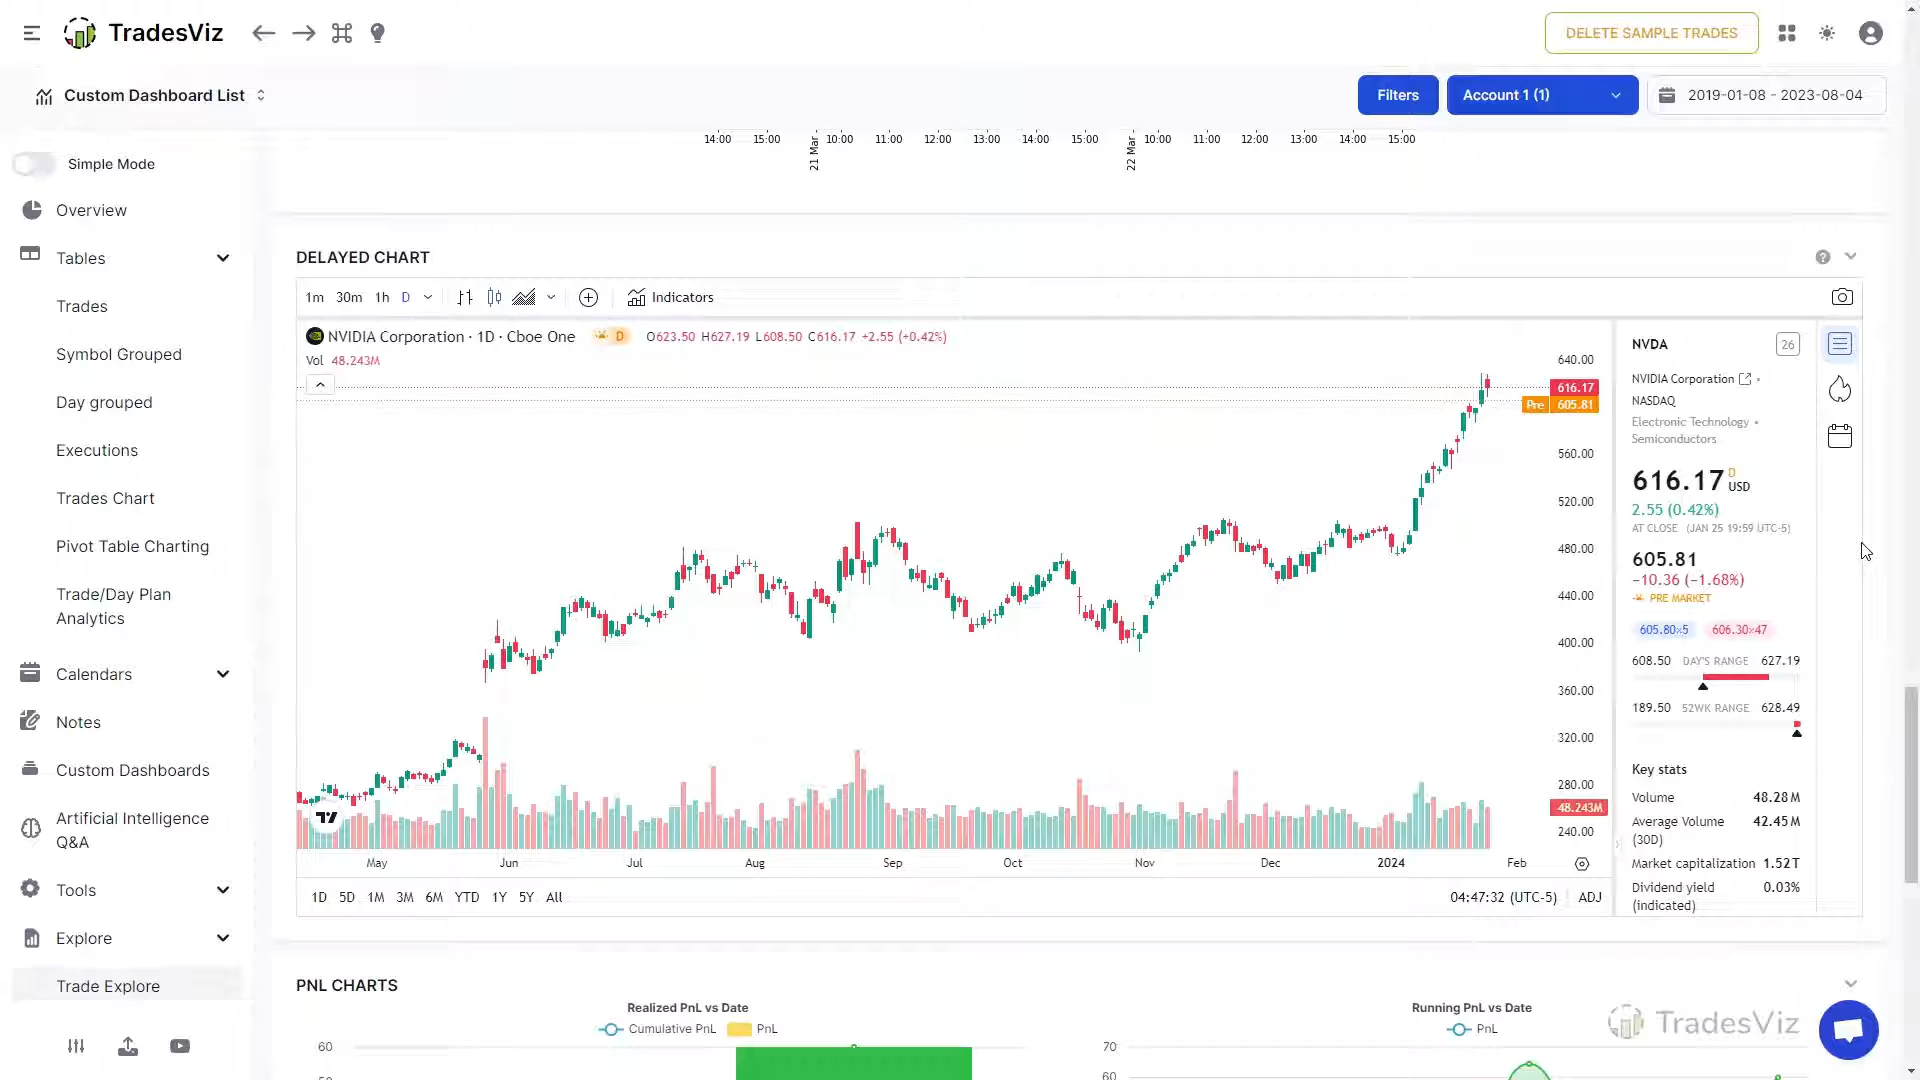 TradesViz
DELETE SAMPLE TRADES
Custom Dashboard List
Filters
Account 1 (1)
2019-01-08 - 2023-08-04
14:00 15:00 21 Mar 10:00 11:00 12:00 13:00 14:00 15:00 22 Mar 10:00 11:00 12:00 13:00 14:00 15:00
Simple Mode
Overview
Tables
Trades
Symbol Grouped
Day grouped
Executions
Trades Chart
Pivot Table Charting
Trade/Day Plan
Analytics
Calendars
Notes
Custom Dashboards
Artificial Intelligence
Q&A
Tools
Explore
Trade Explore
DELAYED CHART
1m 30m 1h D
Indicators
NVIDIA Corporation · 1D · Cboe One
D
O623.50 H627.19 L608.50 C616.17 +2.55 (+0.42%)
Vol 48.243M
640.00
616.17
Pre 605.81
560.00
520.00
480.00
440.00
400.00
360.00
320.00
280.00
48.243M
240.00
May Jun Jul Aug Sep Oct Nov Dec 2024 Feb
1D 5D 1M 3M 6M YTD 1Y 5Y All
04:47:32 (UTC-5) ADJ
NVDA
26
NVIDIA Corporation
NASDAQ
Electronic Technology •
Semiconductors
616.17 D USD
2.55 (0.42%)
AT CLOSE (JAN 25 19:59 UTC-5)
605.81
−10.36 (−1.68%)
PRE MARKET
605.80×5 606.30×47
608.50 DAY'S RANGE 627.19
189.50 52WK RANGE 628.49
Key stats
Volume 48.28M
Average Volume 42.45M
(30D)
Market capitalization 1.52T
Dividend yield 0.03%
(indicated)
PNL CHARTS
Realized PnL vs Date
Cumulative PnL PnL
60
Running PnL vs Date
PnL
70
60
TradesViz